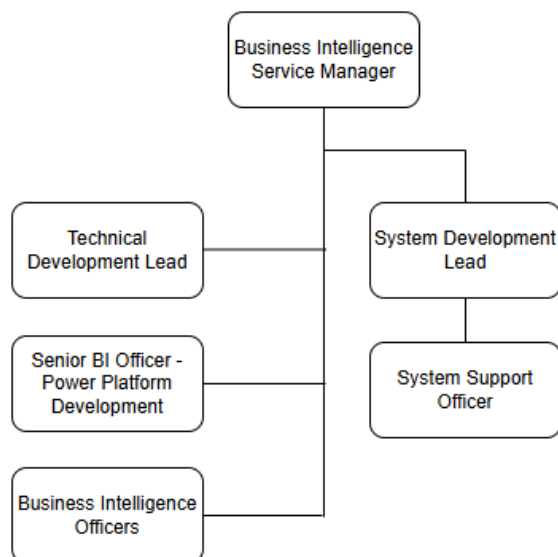 Business Intelligence
Service Manager
Technical
Development Lead
System Development
Lead
Senior BI Officer -
Power Platform
Development
System Support
Officer
Business Intelligence
Officers